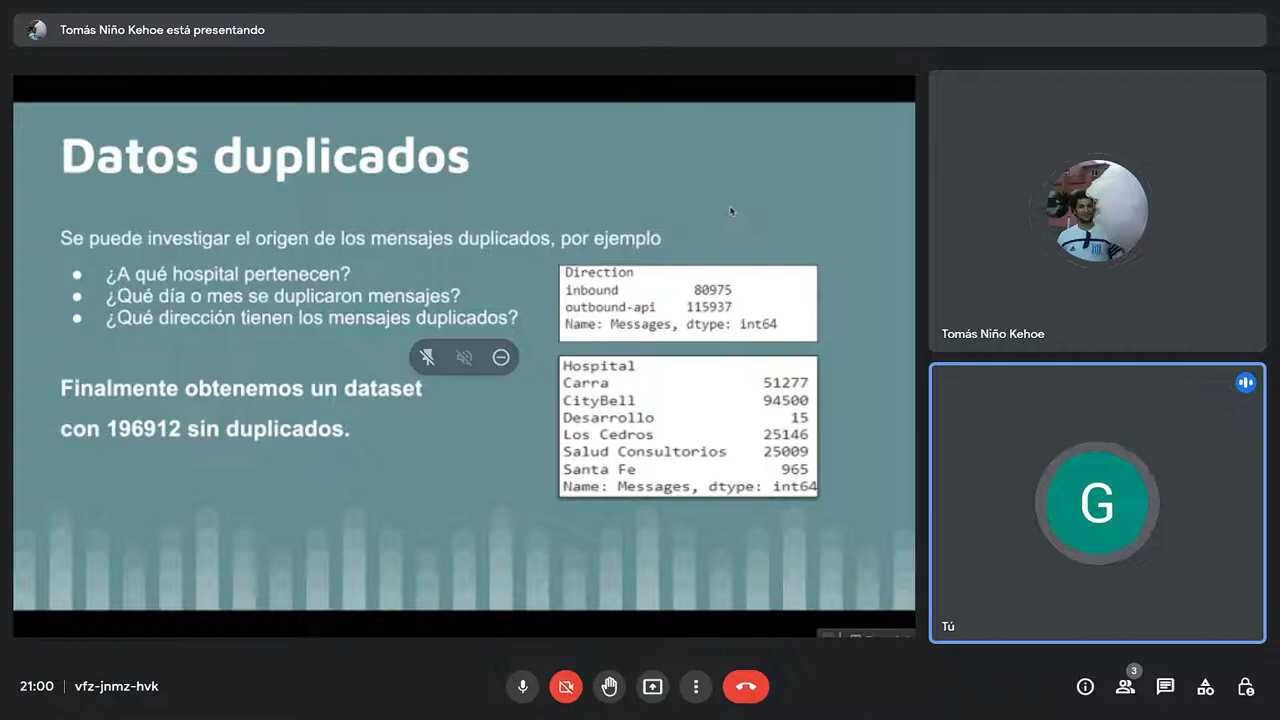 Tomás Niño Kehoe está presentando
Datos duplicados
Se puede investigar el origen de los mensajes duplicados, por ejemplo
● ¿A qué hospital pertenecen?
● ¿Qué día o mes se duplicaron mensajes?
● ¿Qué dirección tienen los mensajes duplicados?
Finalmente obtenemos un dataset
con 196912 sin duplicados.
Direction
inbound 80975
outbound-api 115937
Name: Messages, dtype: int64
Hospital
Carra 51277
CityBell 94500
Desarrollo 15
Los Cedros 25146
Salud Consultorios 25009
Santa Fe 965
Name: Messages, dtype: int64
Tomás Niño Kehoe
G
Tú
21:00 | vfz-jnmz-hvk
3